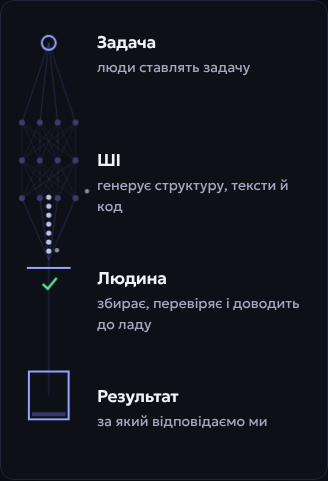 Задача
люди ставлять задачу
ШІ
генерує структуру, тексти й
код
Людина
збирає, перевіряє і доводить
до ладу
Результат
за який відповідаємо ми